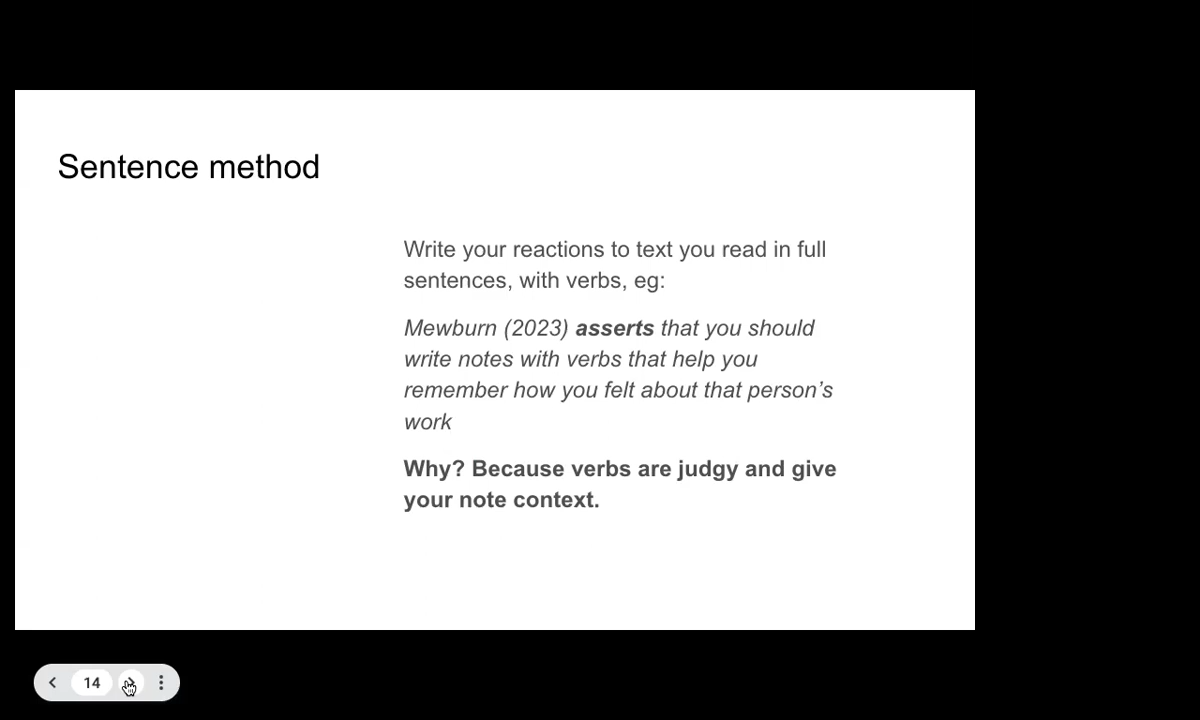 Sentence method
Write your reactions to text you read in full
sentences, with verbs, eg:
Mewburn (2023) asserts that you should
write notes with verbs that help you
remember how you felt about that person’s
work
Why? Because verbs are judgy and give
your note context.
14